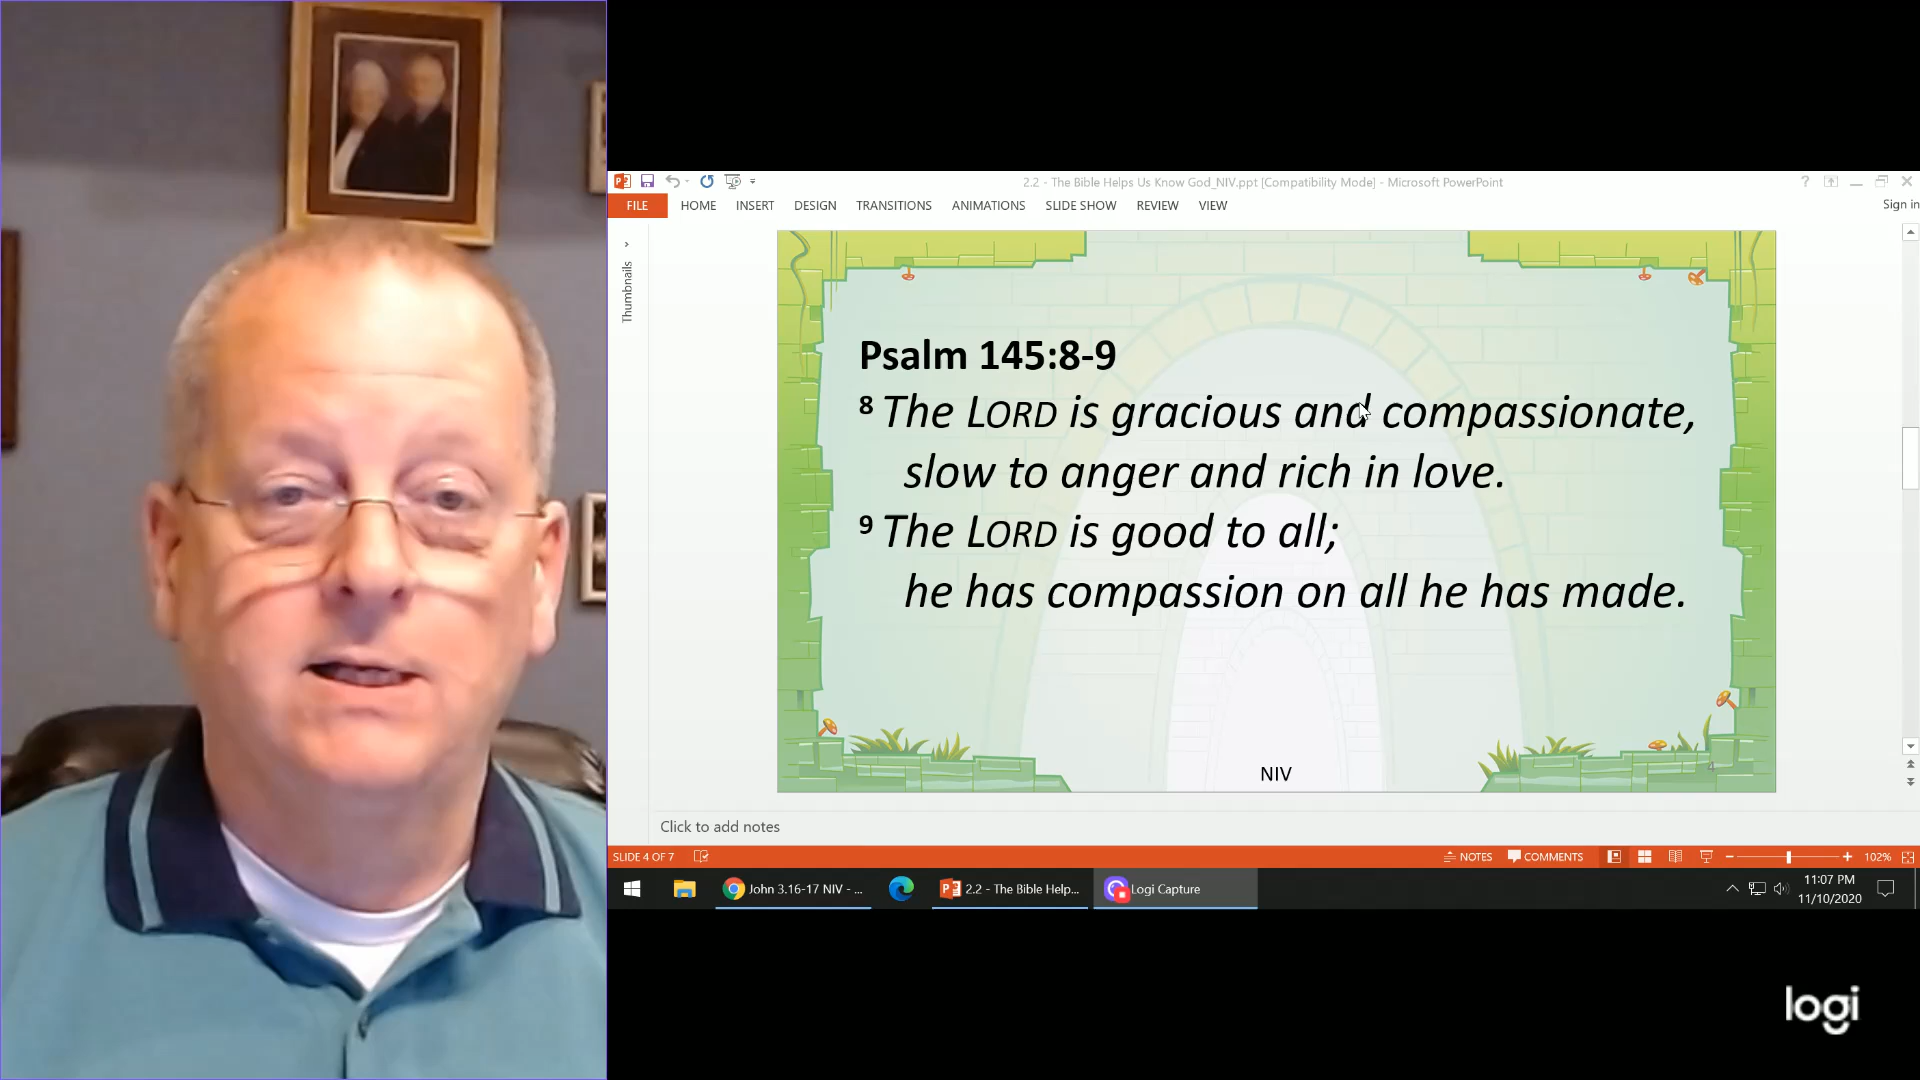 2.2 - The Bible Helps Us Know God_NIV.ppt [Compatibility Mode] - Microsoft PowerPoint
?
FILE HOME INSERT DESIGN TRANSITIONS ANIMATIONS SLIDE SHOW REVIEW VIEW
Sign in
Thumbnails
Psalm 145:8-9
8 The LORD is gracious and compassionate,
slow to anger and rich in love.
9 The LORD is good to all;
he has compassion on all he has made.
NIV
4
Click to add notes
SLIDE 4 OF 7 NOTES COMMENTS 102%
John 3.16-17 NIV - ... 2.2 - The Bible Help... Logi Capture
11:07 PM
11/10/2020
logi